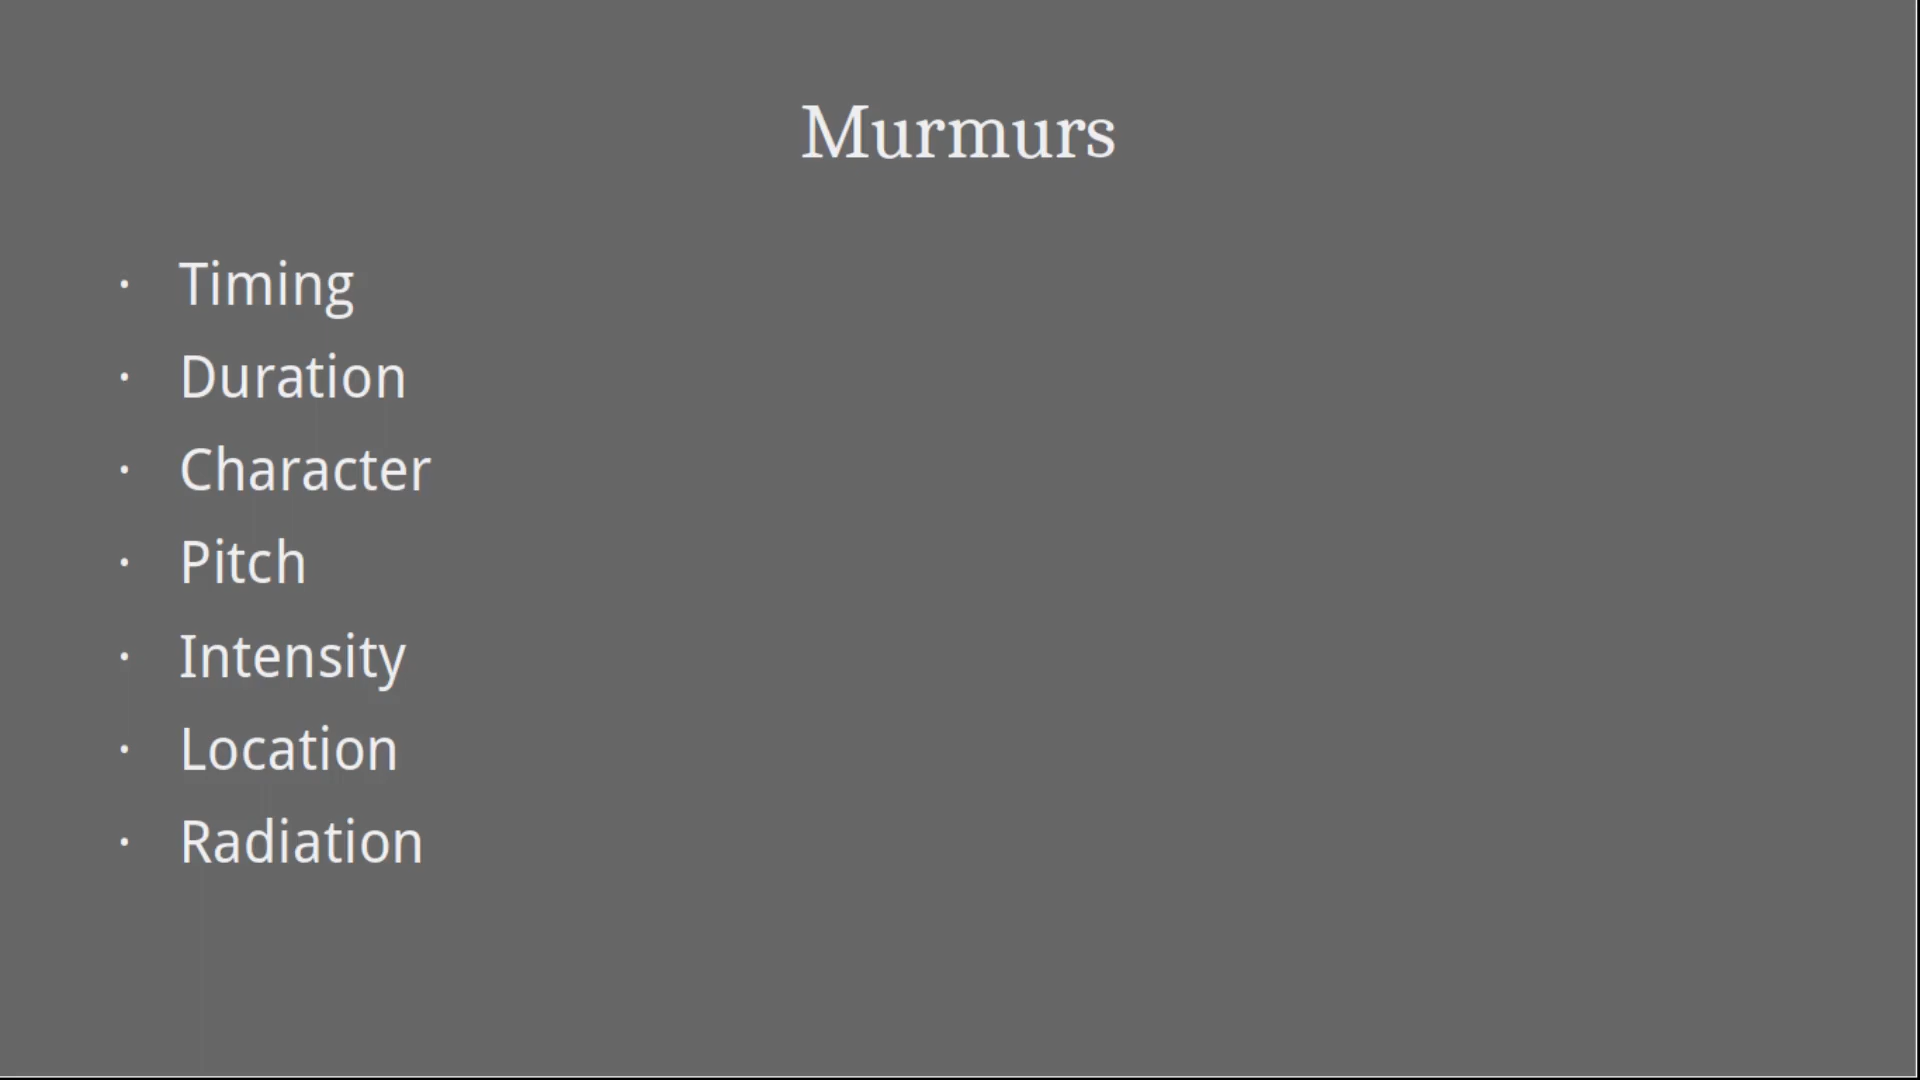 Murmurs
· Timing
· Duration
· Character
· Pitch
· Intensity
· Location
· Radiation